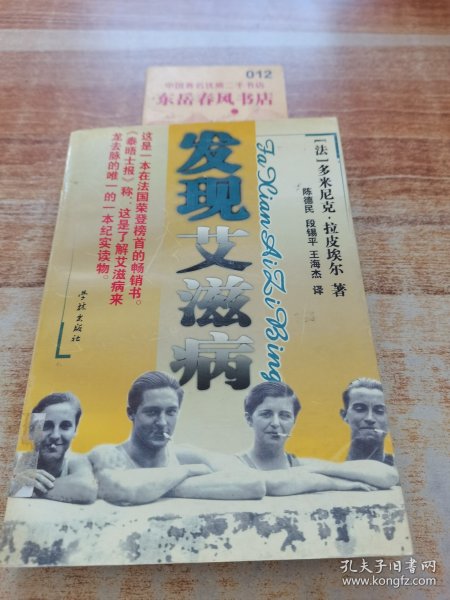 012
中国著名优质二手书店
东岳春风书店
发现艾滋病
Fa Xian Ai Zi Bing
[法]多米尼克·拉皮埃尔 著
陈德民 段锡平 王海杰 译
这是一本在法国荣登榜首的畅销书。
《泰晤士报》称,这是了解艾滋病来
龙去脉的唯一的一本纪实读物。
学林出版社
孔夫子旧书网
www.kongfz.com